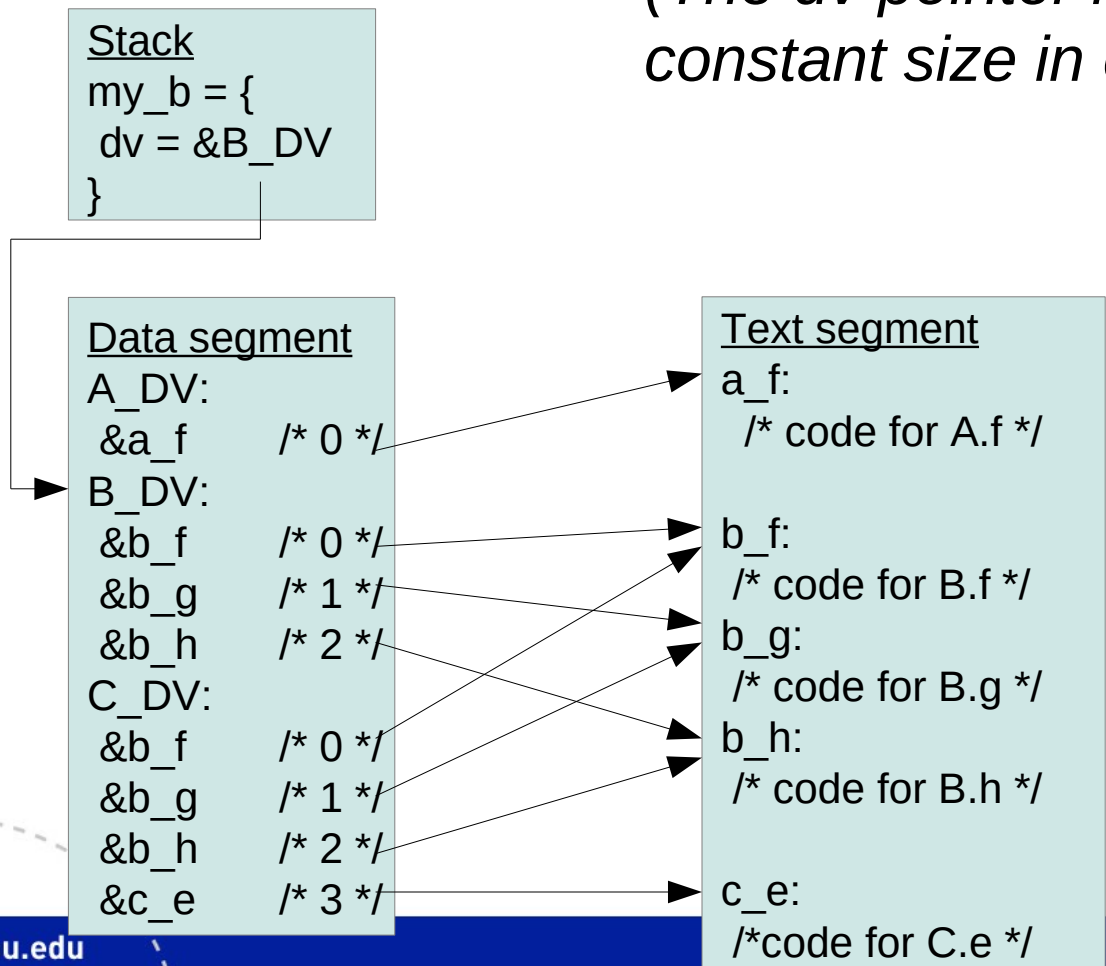 constant size in
Stack
my_b = {
dv = &B_DV
}
Data segment
A_DV:
&a_f /* 0 */
B_DV:
&b_f /* 0 */
&b_g /* 1 */
&b_h /* 2 */
C_DV:
&b_f /* 0 */
&b_g /* 1 */
&b_h /* 2 */
&c_e /* 3 */
Text segment
a_f:
/* code for A.f */
b_f:
/* code for B.f */
b_g:
/* code for B.g */
b_h:
/* code for B.h */
c_e:
/*code for C.e */
u.edu